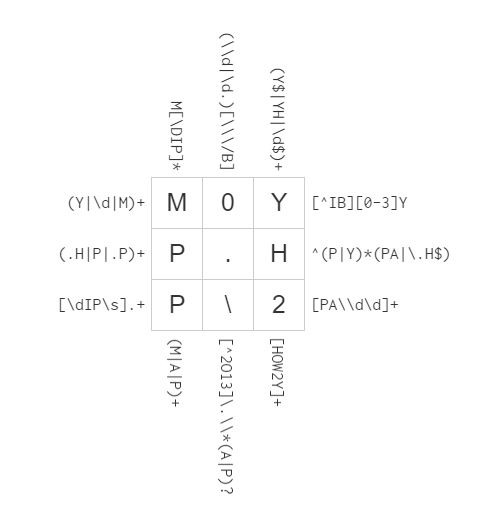 M[\DIP]*
(\\d|\d.)[\\\/B]
(Y$|YH|\d$)+
(Y|\d|M)+ M 0 Y [^IB][0-3]Y
(.H|P|.P)+ P . H ^(P|Y)*(PA|\.H$)
[\dIP\s].+ P \ 2 [PA\\d\d]+
(M|A|P)+
[^2013]\.\\*(A|P)?
[HOW2Y]+